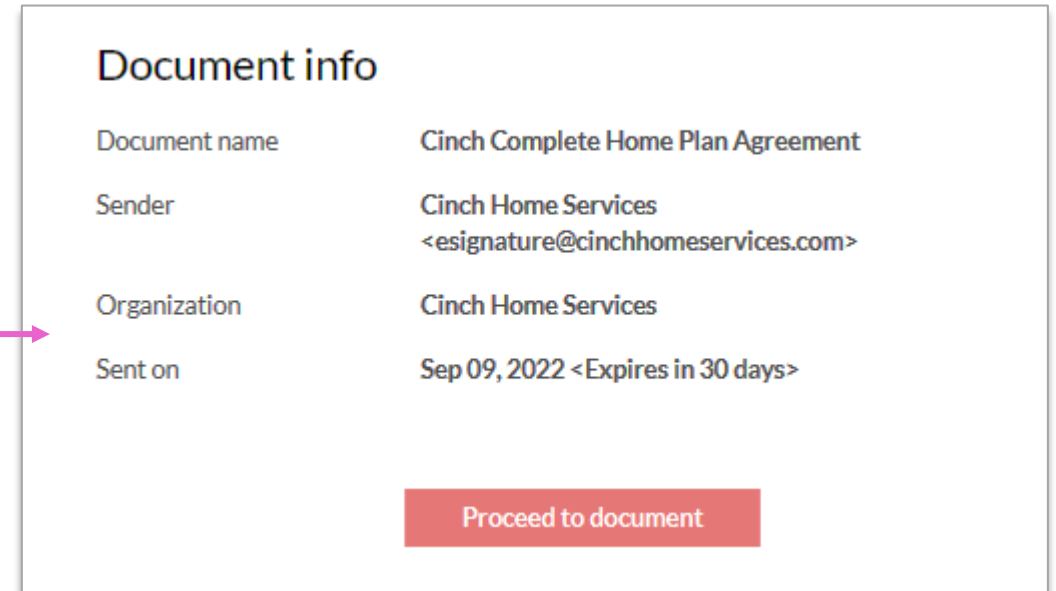 Document info
Document name Cinch Complete Home Plan Agreement
Sender Cinch Home Services
<esignature@cinchhomeservices.com>
Organization Cinch Home Services
Sent on Sep 09, 2022 <Expires in 30 days>
Proceed to document